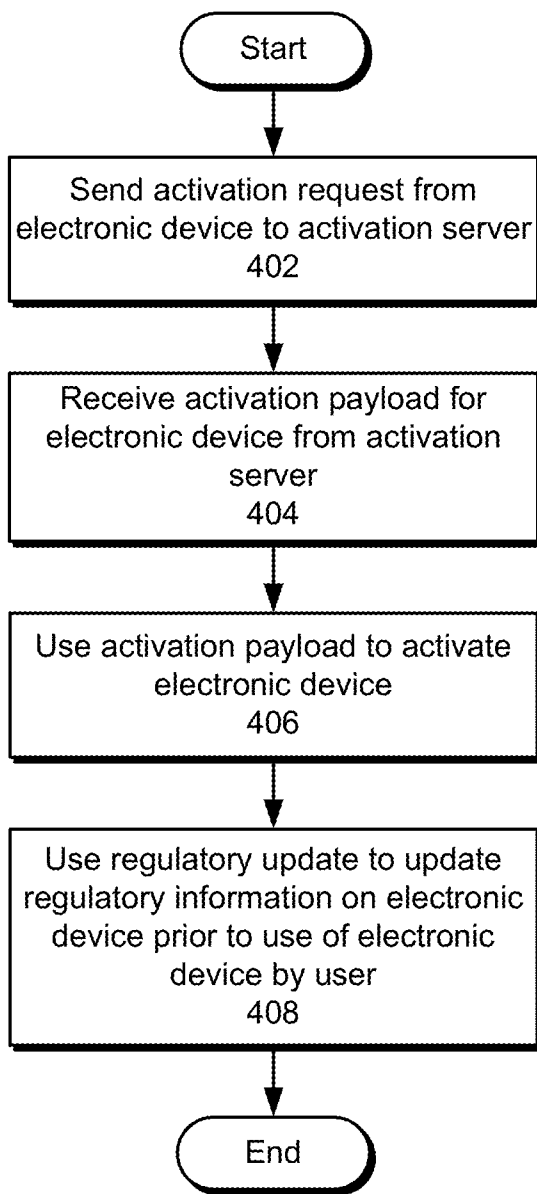 Start
Send activation request from
electronic device to activation server
402
Receive activation payload for
electronic device from activation
server
404
Use activation payload to activate
electronic device
406
Use regulatory update to update
regulatory information on electronic
device prior to use of electronic
device by user
408
End